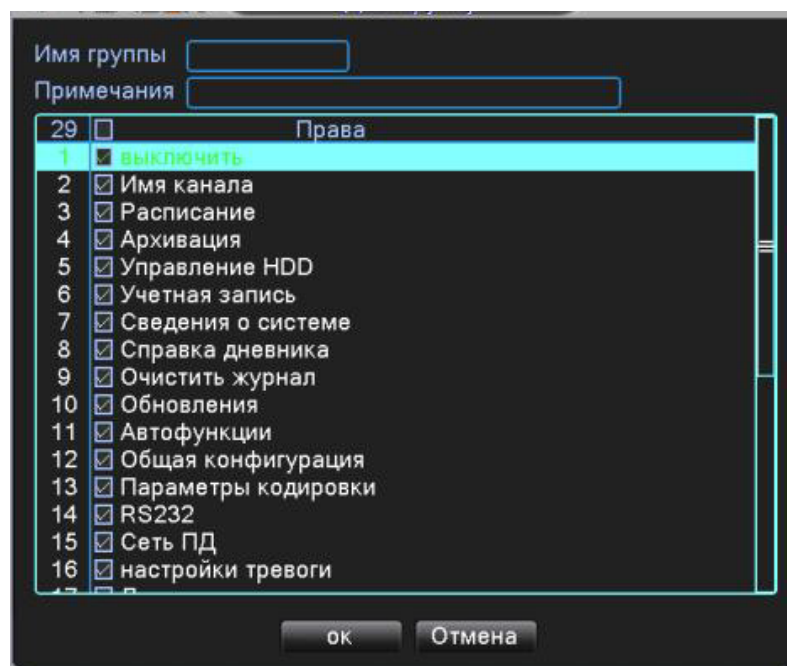 Имя группы
Примечания
29 Права
1 выключить
2 Имя канала
3 Расписание
4 Архивация
5 Управление HDD
6 Учетная запись
7 Сведения о системе
8 Справка дневника
9 Очистить журнал
10 Обновления
11 Автофункции
12 Общая конфигурация
13 Параметры кодировки
14 RS232
15 Сеть ПД
16 настройки тревоги
ок Отмена